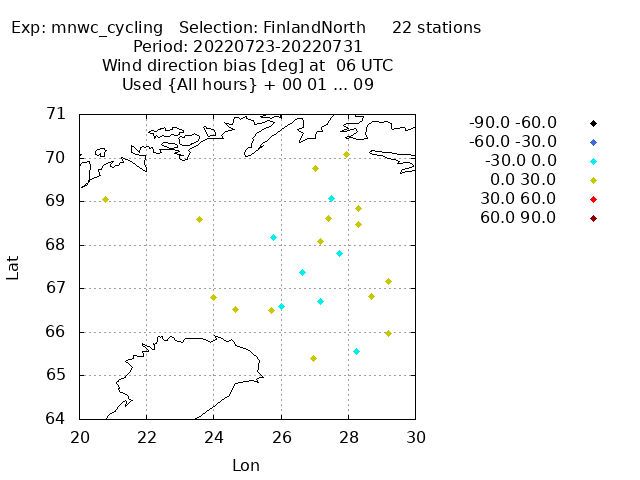 Exp: mnwc_cycling   Selection: FinlandNorth     22 stations
Period: 20220723-20220731
Wind direction bias [deg] at  06 UTC
Used {All hours} + 00 01 ... 09
71
70
69
68
67
66
65
64
20 22 24 26 28 30
Lat
Lon
-90.0 -60.0
-60.0 -30.0
-30.0 0.0
0.0 30.0
30.0 60.0
60.0 90.0